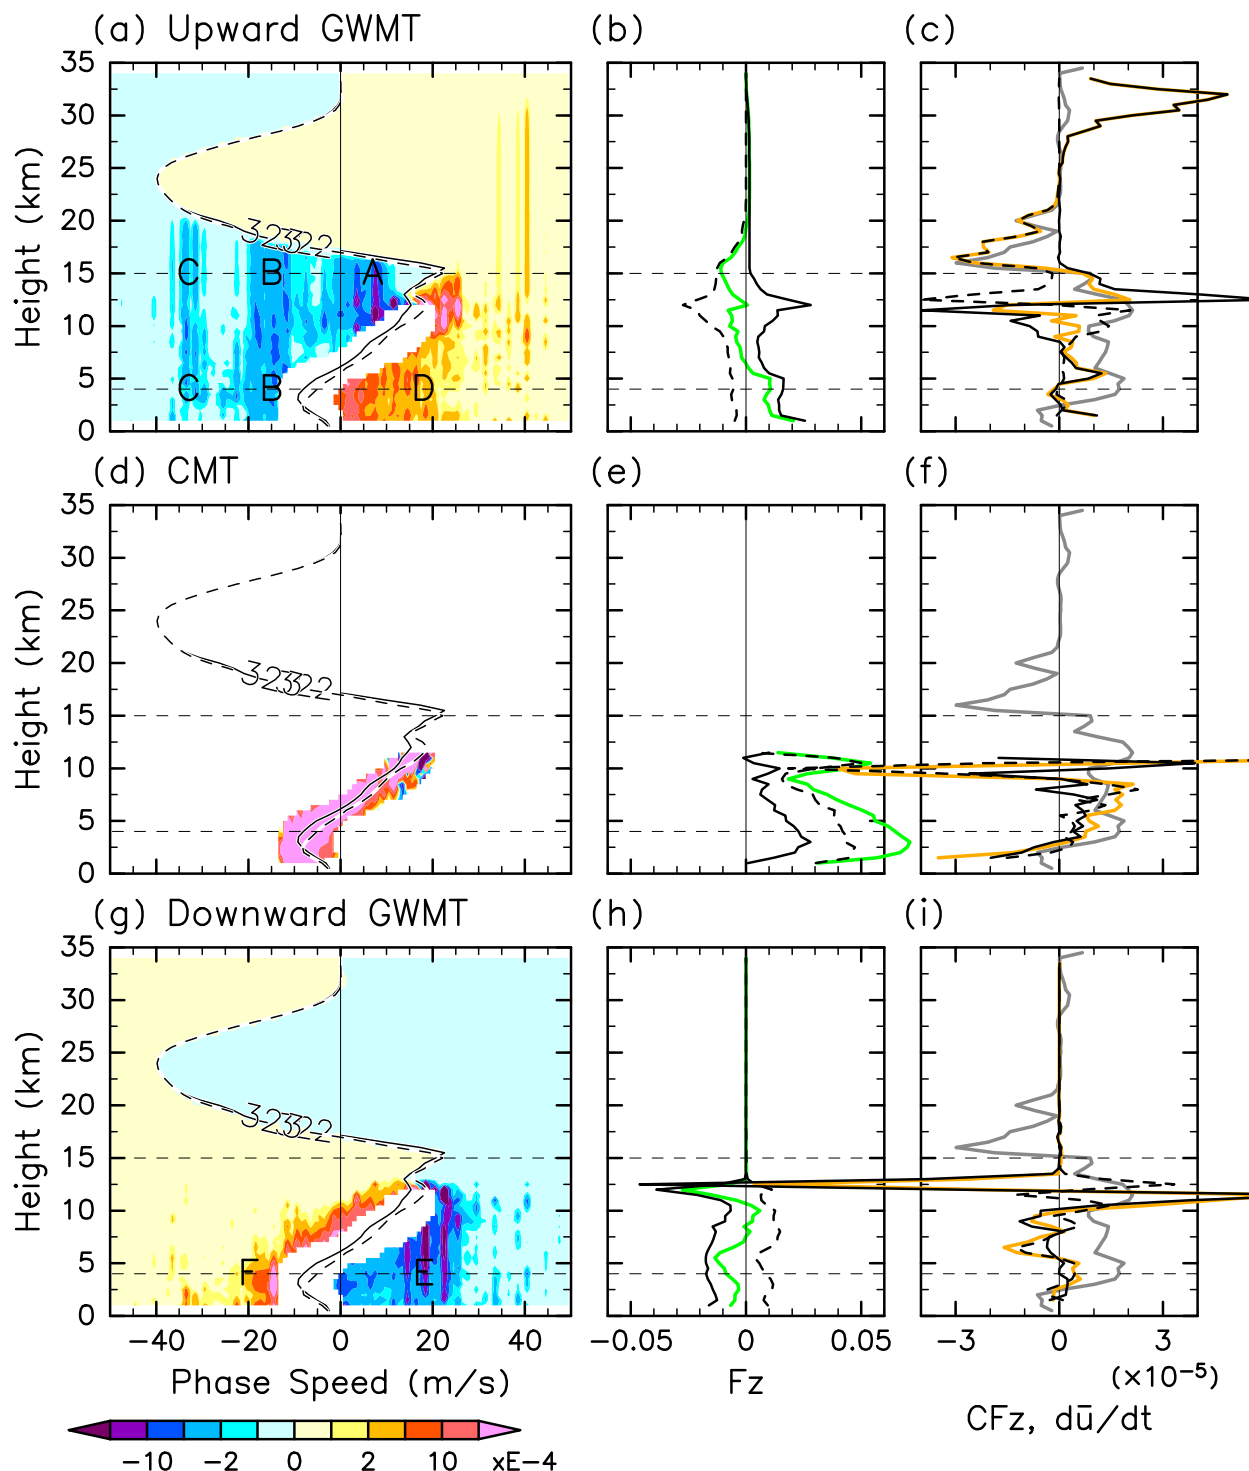 (a) Upward GWMT (b) (c)
35
30
25
20
15
10
5
0
Height (km)
C B A
C B D
(d) CMT (e) (f)
35
30
25
20
15
10
5
0
Height (km)
(g) Downward GWMT (h) (i)
35
30
25
20
15
10
5
0
Height (km)
F E
−40 −20 0 20 40
Phase Speed (m/s)
−0.05 0 0.05
Fz
−3 0 3
(×10⁻⁵)
CFz, dū/dt
−10 −2 0 2 10 xE−4